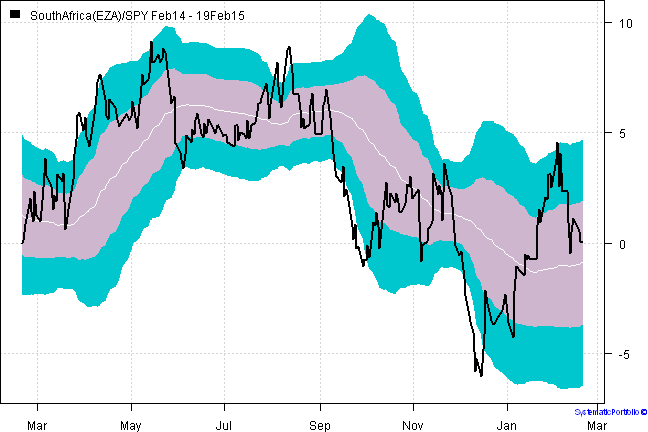 SouthAfrica(EZA)/SPY Feb14 - 19Feb15
10
5
0
-5
SystematicPortfolio ©
Mar May Jul Sep Nov Jan Mar